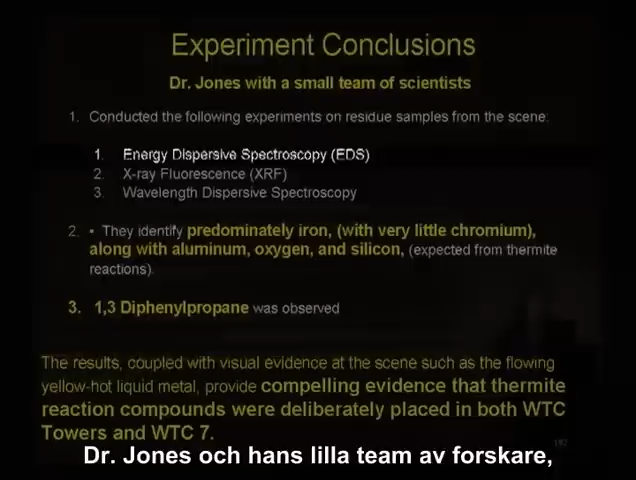 Experiment Conclusions
Dr. Jones with a small team of scientists
1. Conducted the following experiments on residue samples from the scene:
1. Energy Dispersive Spectroscopy (EDS)
2. X-ray Fluorescence (XRF)
3. Wavelength Dispersive Spectroscopy
2. • They identify predominately iron, (with very little chromium),
along with aluminum, oxygen, and silicon, (expected from thermite
reactions).
3. 1,3 Diphenylpropane was observed
The results, coupled with visual evidence at the scene such as the flowing
yellow-hot liquid metal, provide compelling evidence that thermite
reaction compounds were deliberately placed in both WTC
Towers and WTC 7.
Dr. Jones och hans lilla team av forskare,